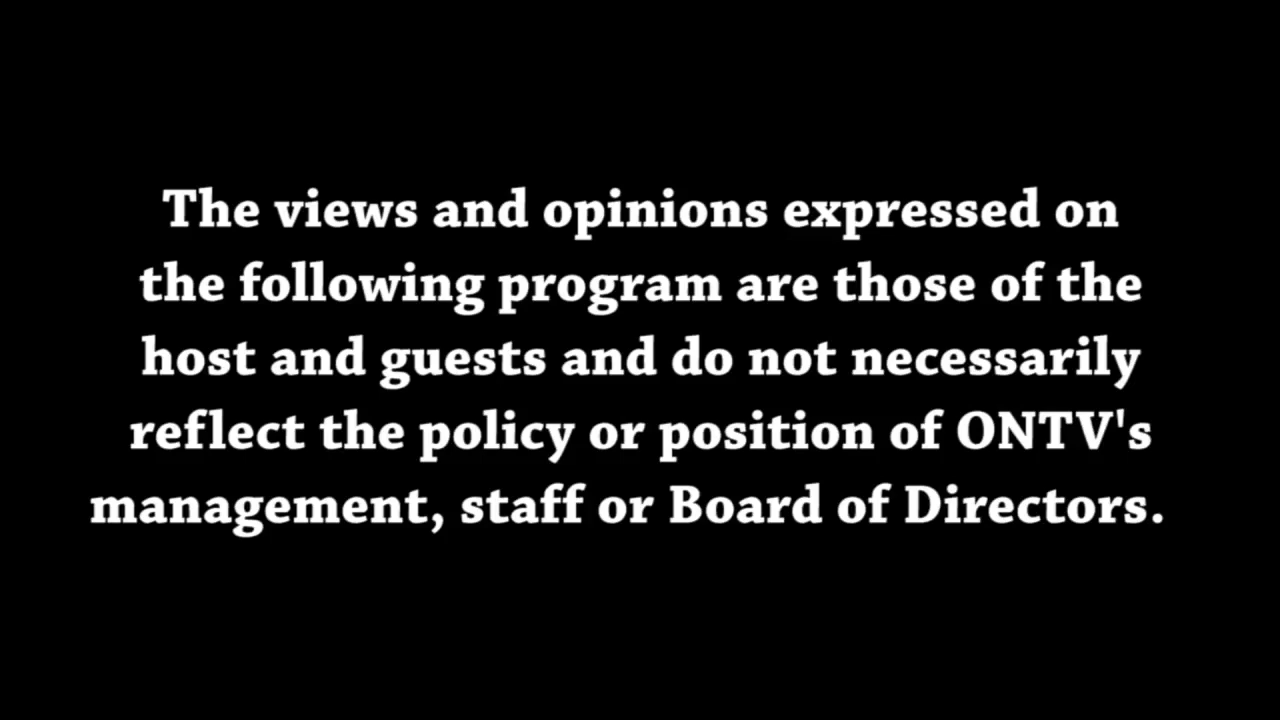 The views and opinions expressed on
the following program are those of the
host and guests and do not necessarily
reflect the policy or position of ONTV's
management, staff or Board of Directors.